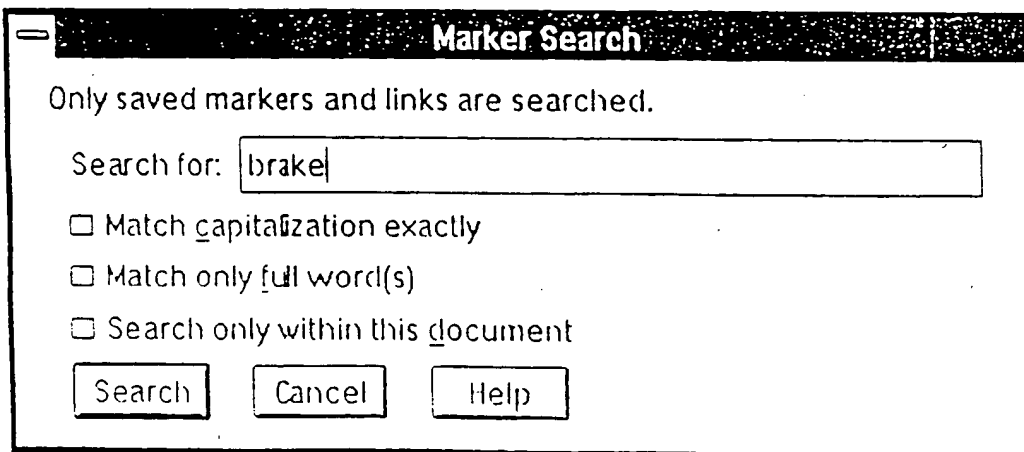 Marker Search
Only saved markers and links are searched.
Search for: brake
Match capitalization exactly
Match only full word(s)
Search only within this document
Search Cancel Help